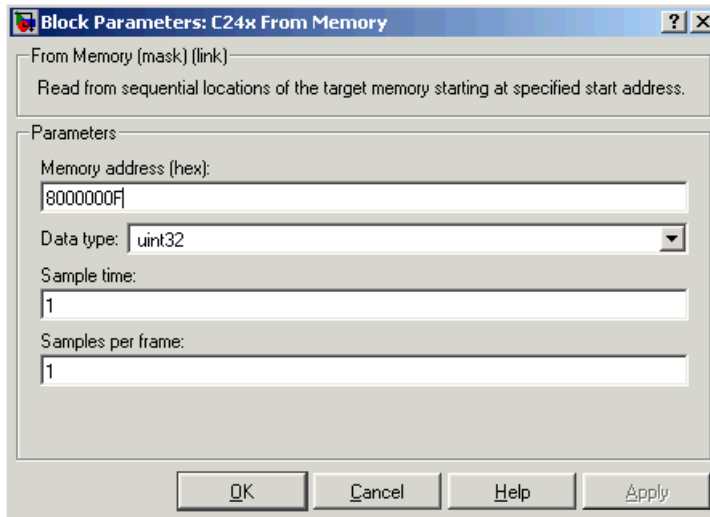 Block Parameters: C24x From Memory
From Memory (mask) (link)
Read from sequential locations of the target memory starting at specified start address.
Parameters
Memory address (hex):
8000000F
Data type: uint32
Sample time:
1
Samples per frame:
1
OK Cancel Help Apply